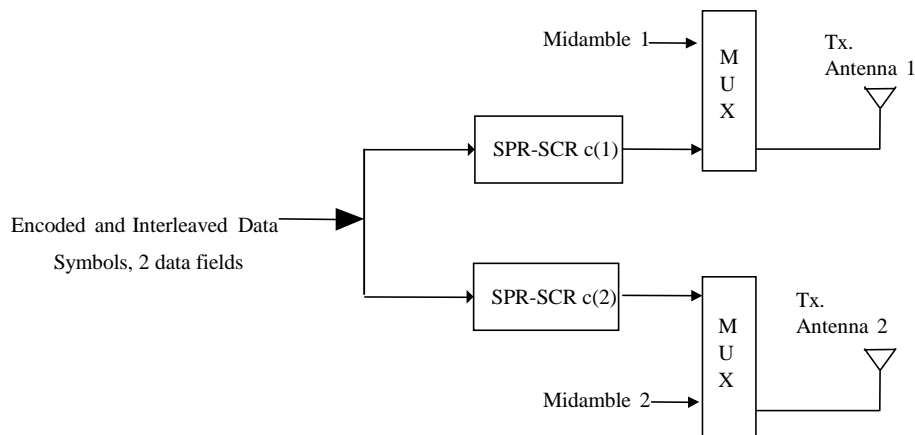 Midamble 1
M
U
X
Tx.
Antenna 1
SPR-SCR c(1)
Encoded and Interleaved Data
Symbols, 2 data fields
SPR-SCR c(2)
Tx.
Antenna 2
M
U
X
Midamble 2